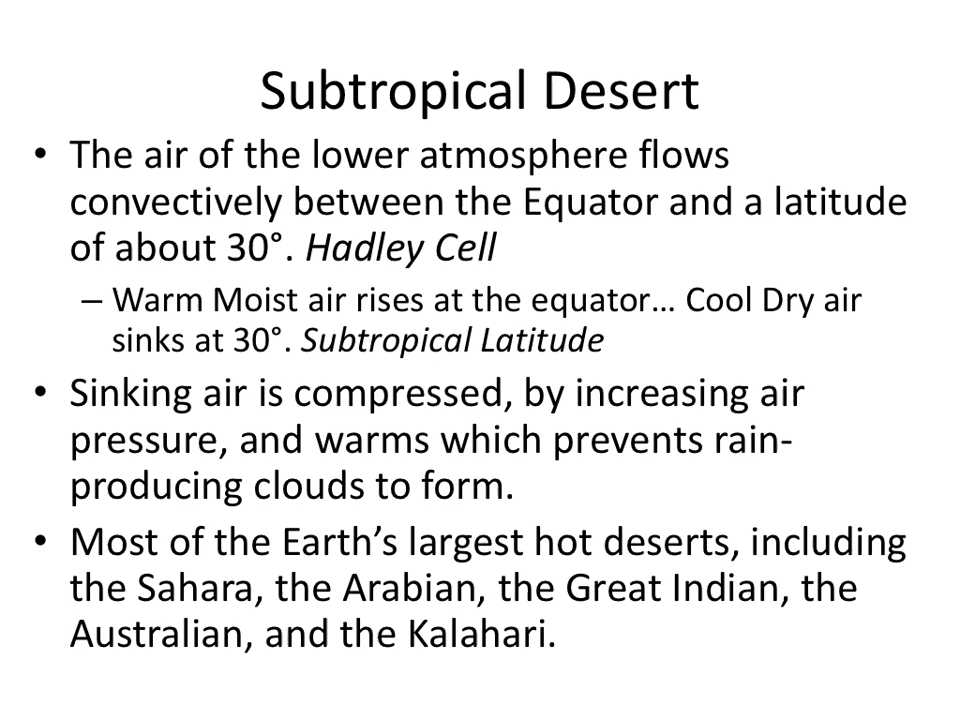 Subtropical Desert
• The air of the lower atmosphere flows
convectively between the Equator and a latitude
of about 30°. Hadley Cell
– Warm Moist air rises at the equator… Cool Dry air
sinks at 30°. Subtropical Latitude
• Sinking air is compressed, by increasing air
pressure, and warms which prevents rain-
producing clouds to form.
• Most of the Earth’s largest hot deserts, including
the Sahara, the Arabian, the Great Indian, the
Australian, and the Kalahari.